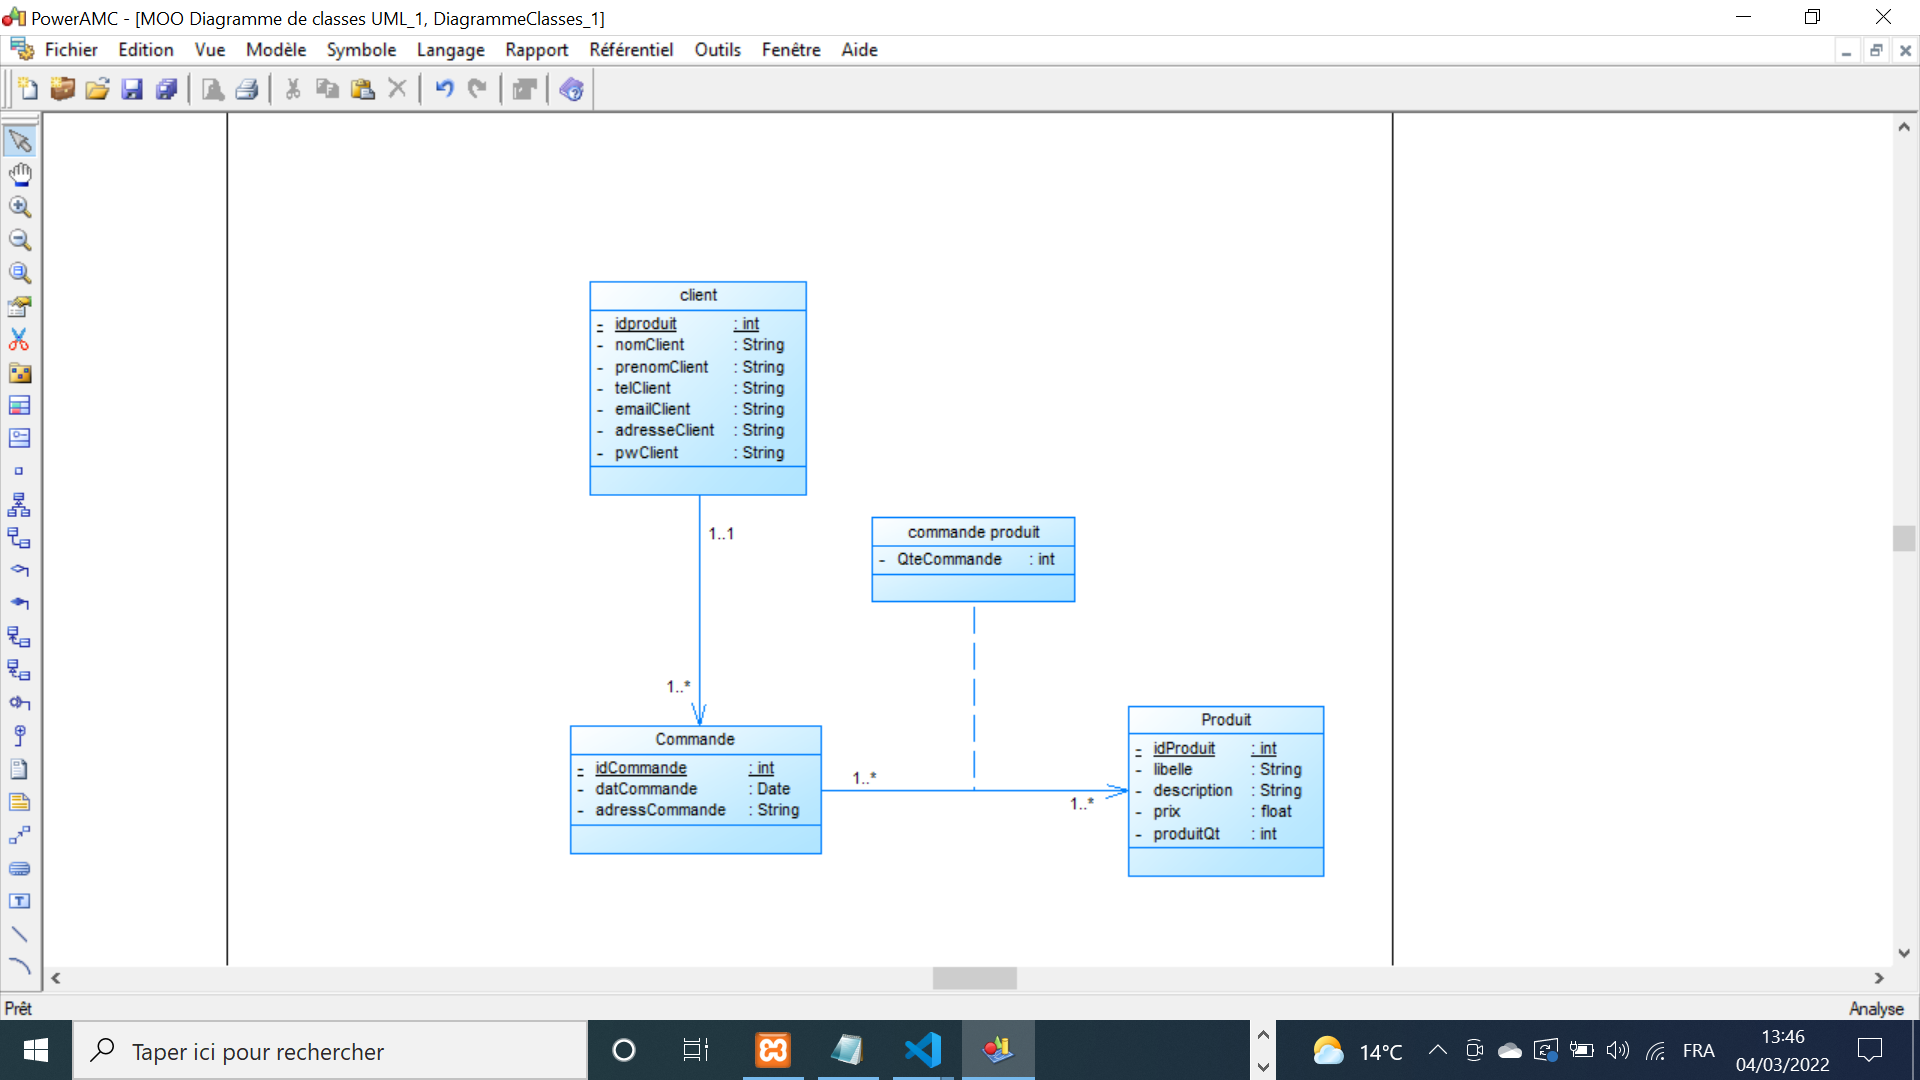 PowerAMC - [MOO Diagramme de classes UML_1, DiagrammeClasses_1]
Fichier Edition Vue Modèle Symbole Langage Rapport Référentiel Outils Fenêtre Aide
client
- idproduit : int
- nomClient : String
- prenomClient : String
- telClient : String
- emailClient : String
- adresseClient : String
- pwClient : String
1..1
commande produit
- QteCommande : int
1..*
Commande
- idCommande : int
- datCommande : Date
- adressCommande : String
1..*
1..*
Produit
- idProduit : int
- libelle : String
- description : String
- prix : float
- produitQt : int
Prêt
Analyse
Taper ici pour rechercher
14°C
FRA
13:46
04/03/2022